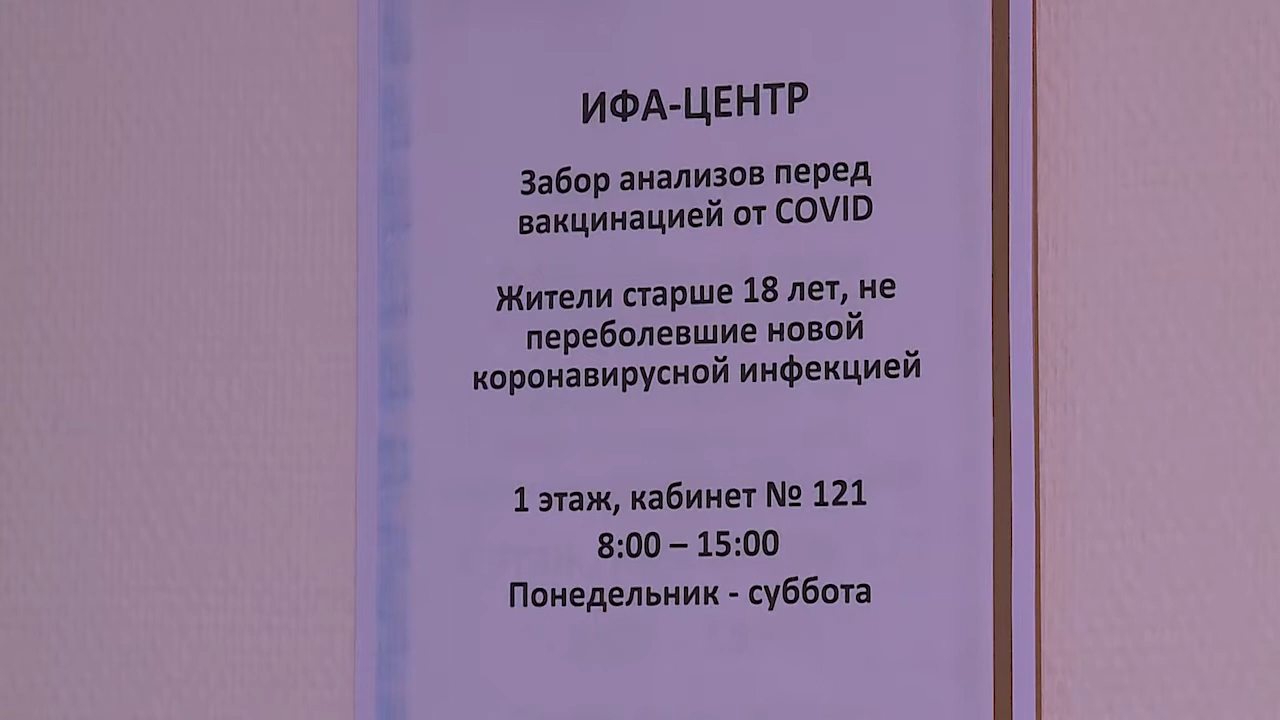 ИФА-ЦЕНТР
Забор анализов перед
вакцинацией от COVID
Жители старше 18 лет, не
переболевшие новой
коронавирусной инфекцией
1 этаж, кабинет № 121
8:00 – 15:00
Понедельник - суббота